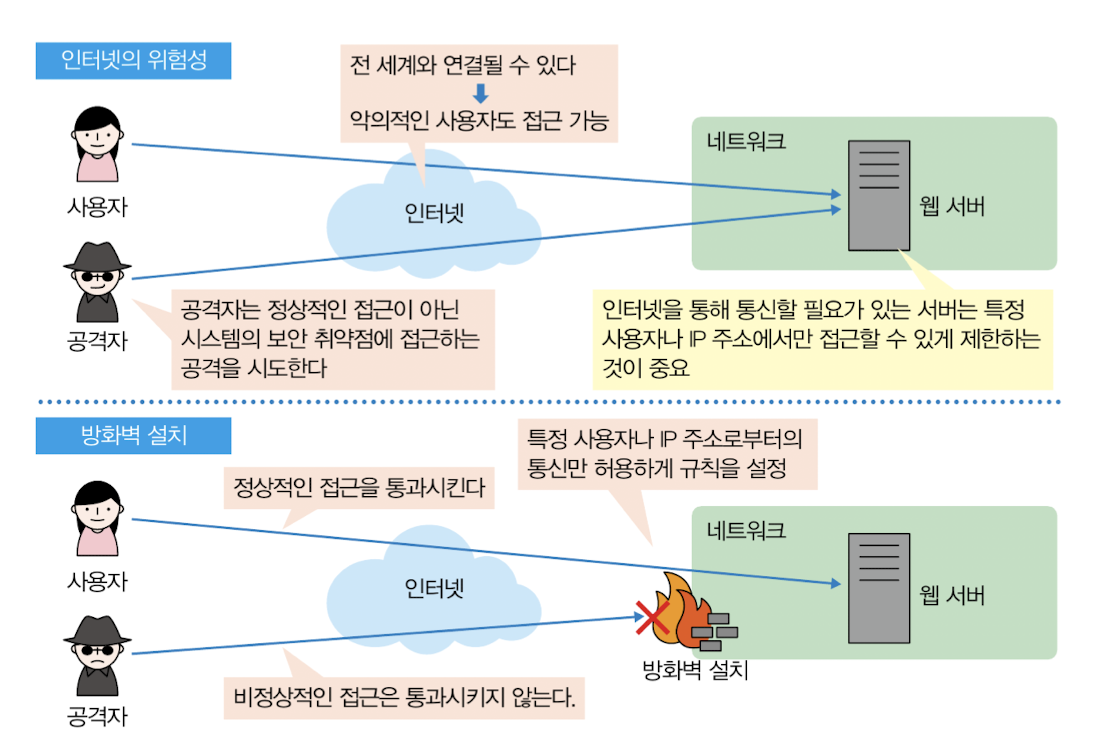 인터넷의 위험성
전 세계와 연결될 수 있다
악의적인 사용자도 접근 가능
사용자
인터넷
네트워크
웹 서버
공격자
공격자는 정상적인 접근이 아닌
시스템의 보안 취약점에 접근하는
공격을 시도한다
인터넷을 통해 통신할 필요가 있는 서버는 특정
사용자나 IP 주소에서만 접근할 수 있게 제한하는
것이 중요
방화벽 설치
특정 사용자나 IP 주소로부터의
통신만 허용하게 규칙을 설정
정상적인 접근을 통과시킨다
사용자
인터넷
네트워크
웹 서버
방화벽 설치
공격자
비정상적인 접근은 통과시키지 않는다.